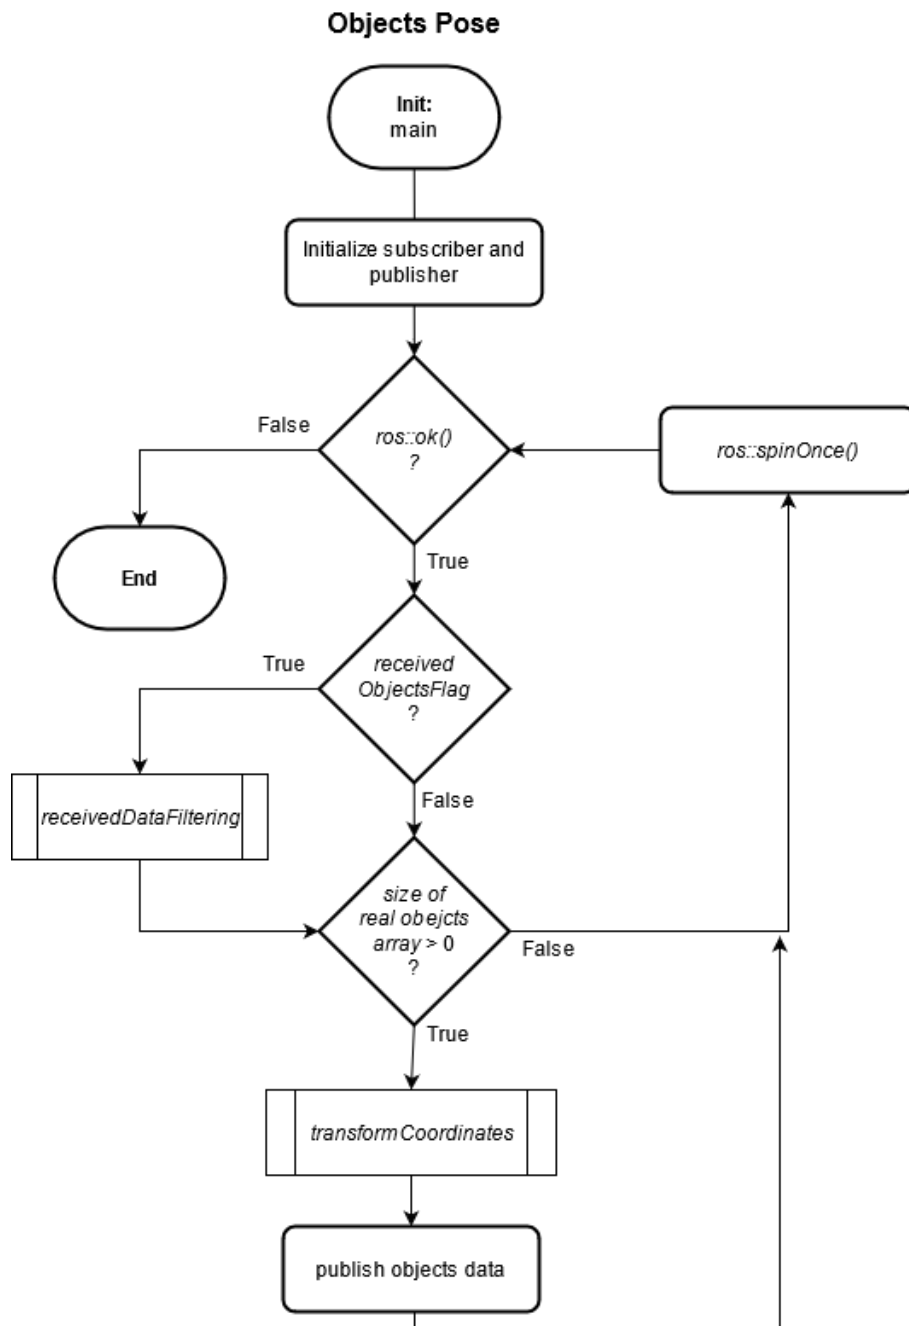 Objects Pose
Init:
main
Initialize subscriber and
publisher
False
ros::ok()
?
ros::spinOnce()
True
End
True
received
ObjectsFlag
?
receivedDataFiltering
False
size of
real obejcts
array > 0
?
False
True
transformCoordinates
publish objects data